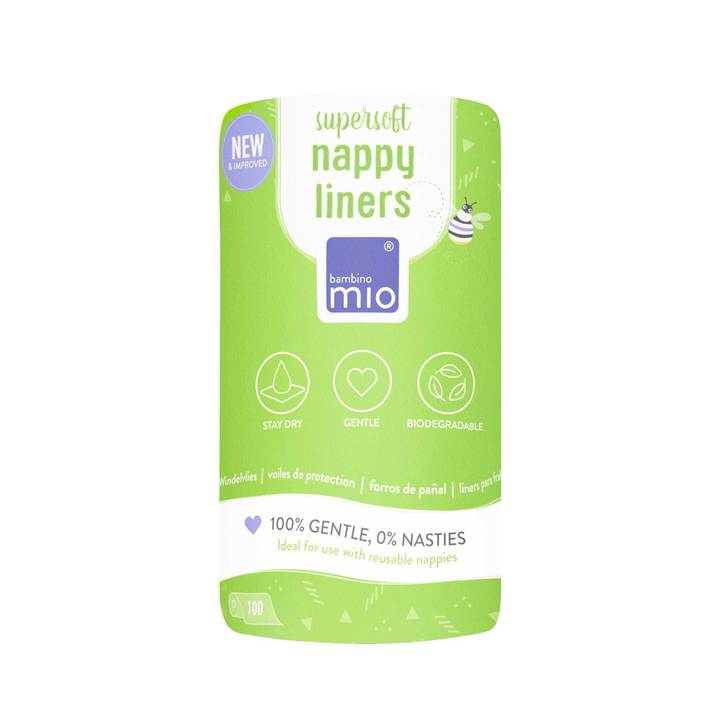 supersoft
nappy
liners
NEW
& IMPROVED
®
bambino
mio
STAY DRY
GENTLE
BIODEGRADABLE
Windelvlies | voiles de protection | forros de pañal | liners para
100% GENTLE, 0% NASTIES
Ideal for use with reusable nappies
100